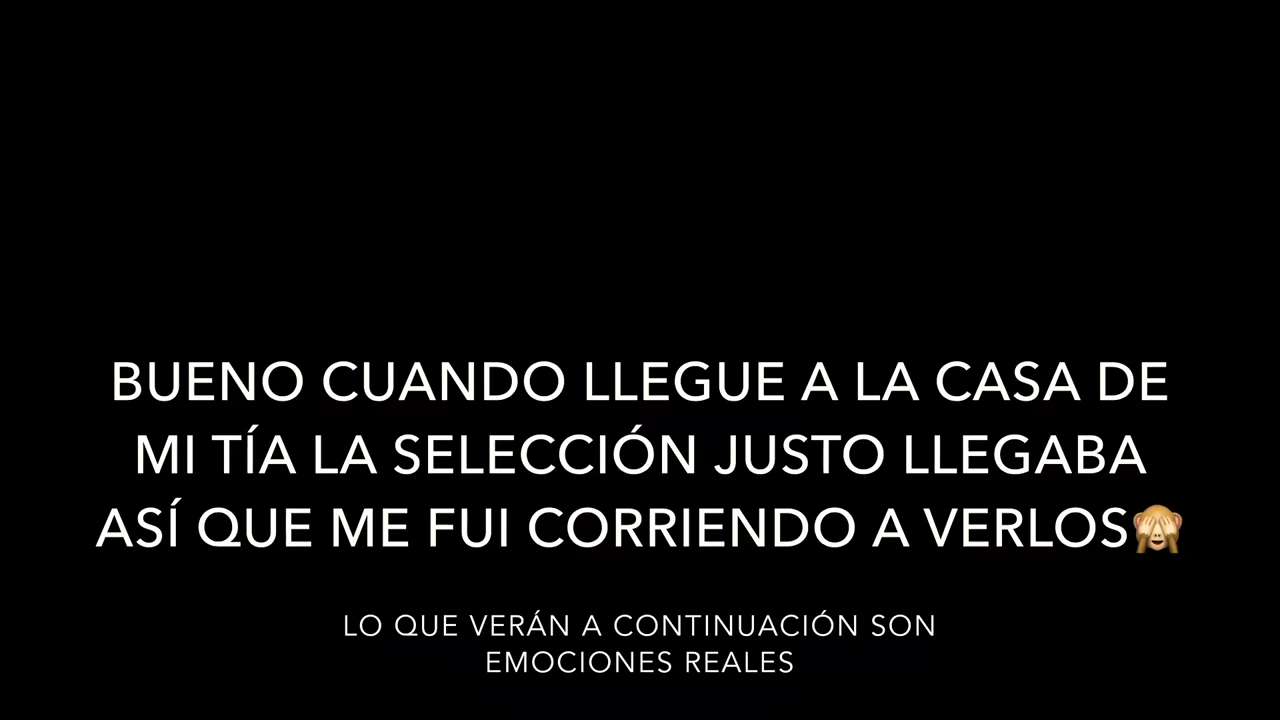 BUENO CUANDO LLEGUE A LA CASA DE
MI TÍA LA SELECCIÓN JUSTO LLEGABA
ASÍ QUE ME FUI CORRIENDO A VERLOS🙈
LO QUE VERÁN A CONTINUACIÓN SON
EMOCIONES REALES